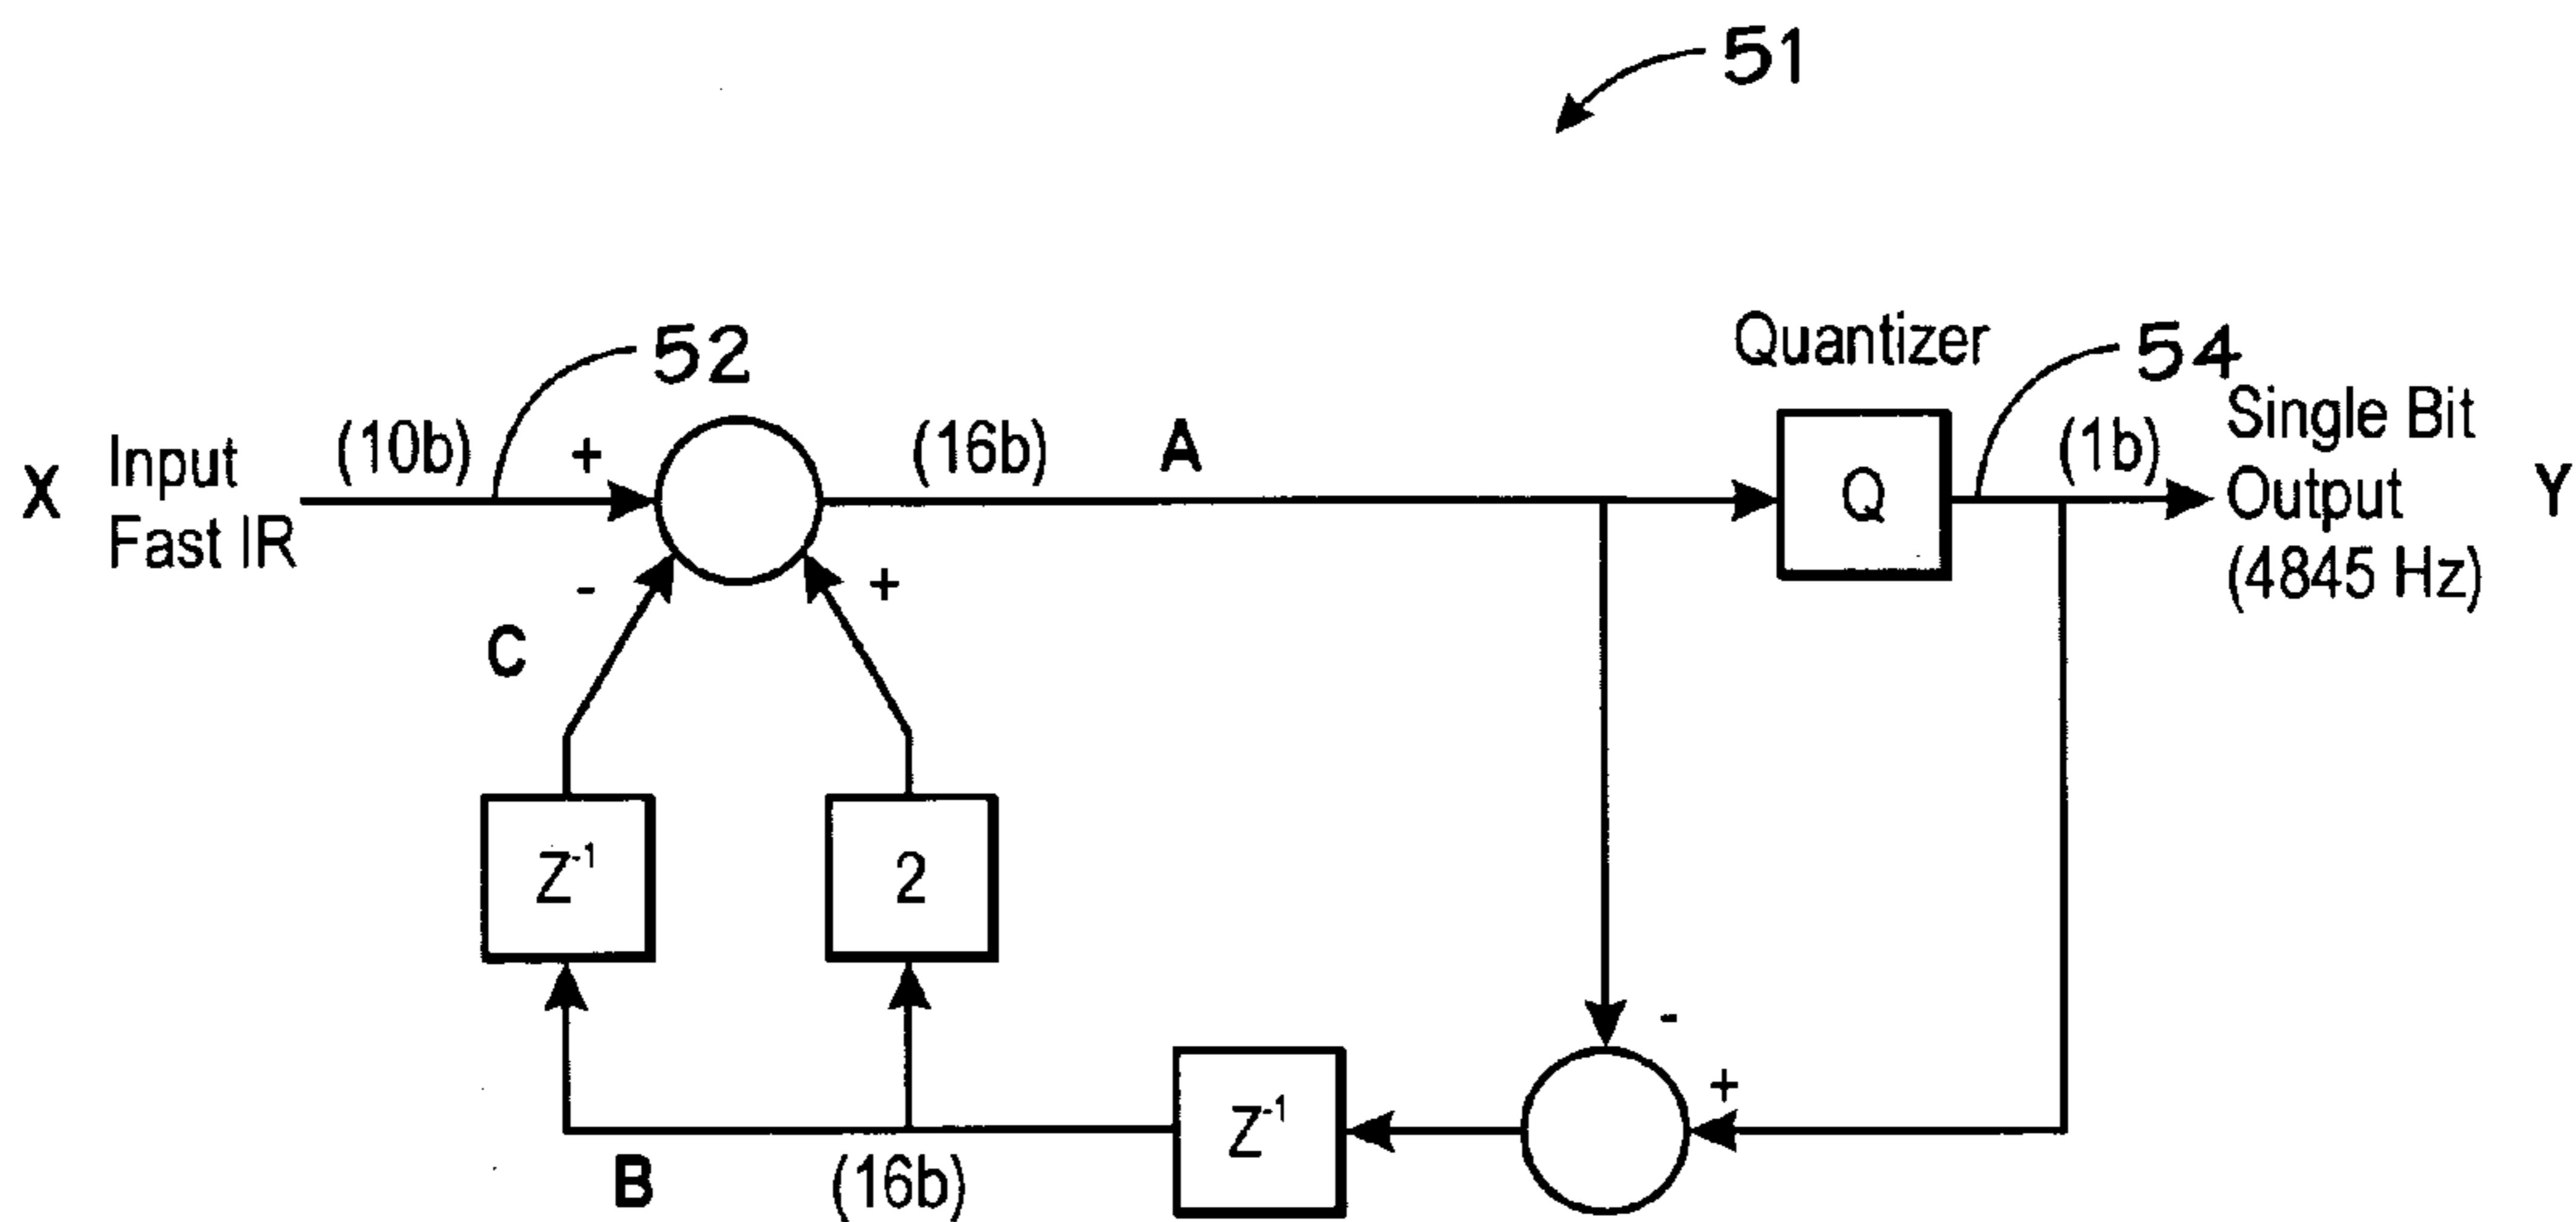 51
52
Quantizer
54
X
Input
Fast IR
(10b)
+
(16b)
A
Q
(1b)
Single Bit
Output
(4845 Hz)
Y
-
+
C
Z-1
2
-
+
Z-1
B
(16b)